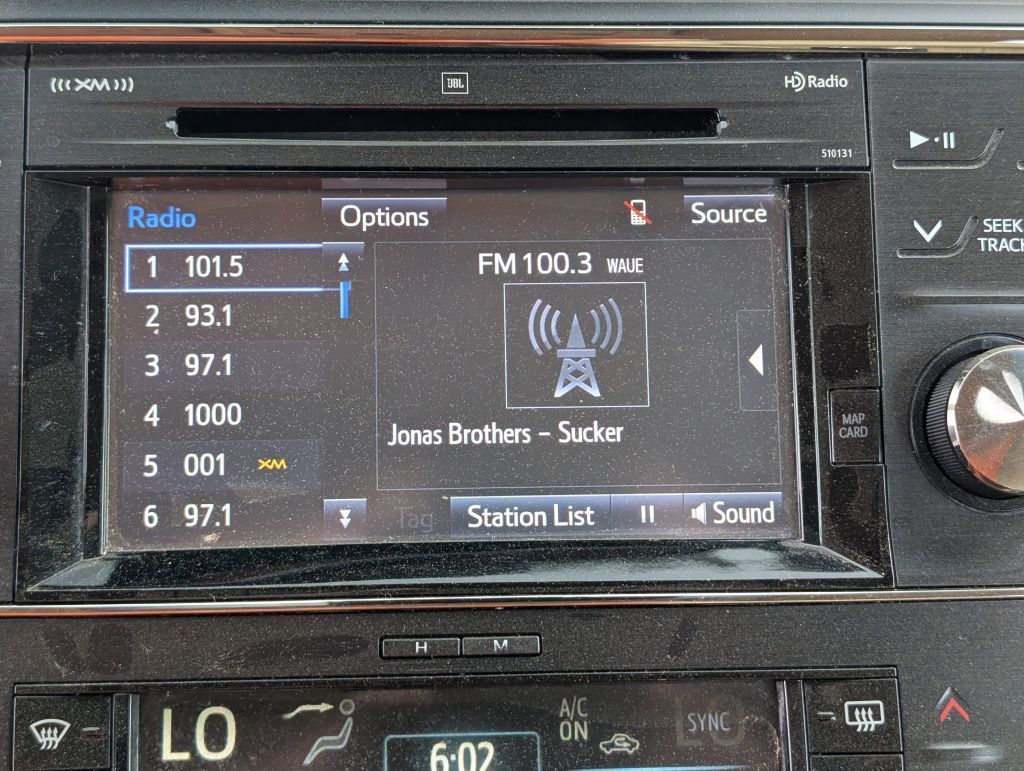 XM
JBL
HD Radio
510131
Radio
Options
Source
SEEK
TRACK
1 101.5
FM 100.3 WAUE
2 93.1
3 97.1
4 1000
MAP
CARD
Jonas Brothers – Sucker
5 001 XM
6 97.1
Tag
Station List
Sound
H
M
LO
A/C
ON
SYNC
LO
6:02